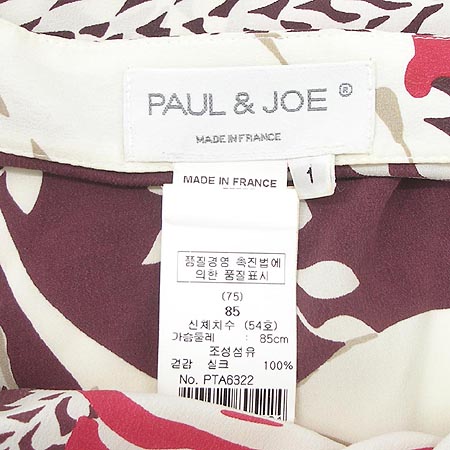 PAUL & JOE ®
MADE IN FRANCE
1
MADE IN FRANCE
품질경영 촉진법에
의한 품질표시
(75)
85
신체치수 (54호)
가슴둘레 : 85cm
조성섬유
겉감 실크 100%
No. PTA6322